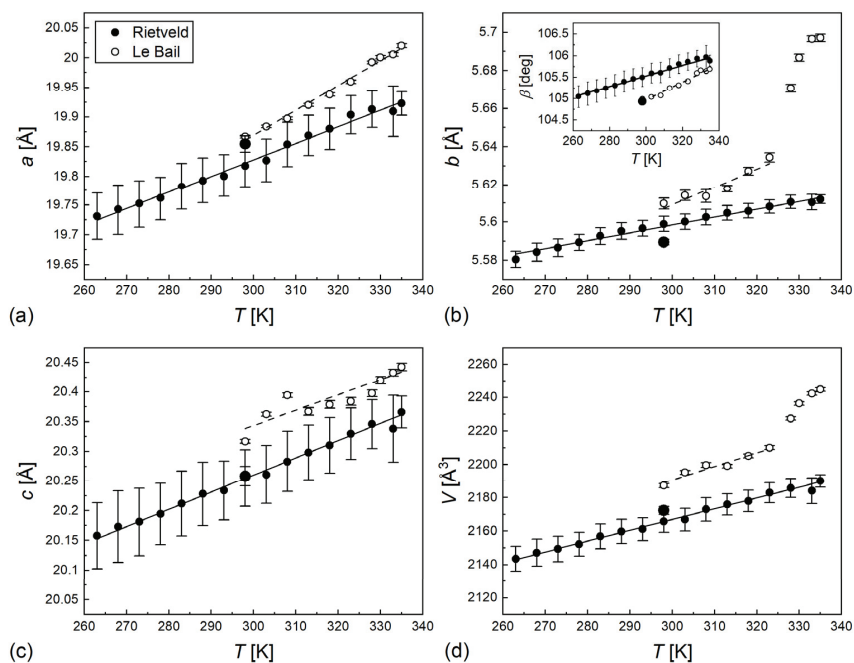 20.05
20
19.95
19.9
19.85
19.8
19.75
19.7
19.65
a [Å]
Rietveld
Le Bail
260 270 280 290 300 310 320 330 340
T [K]
(a)
5.7
5.68
5.66
5.64
5.62
5.6
5.58
b [Å]
106.5
106
105.5
105
104.5
β [deg]
260 280 300 320 340
T [K]
260 270 280 290 300 310 320 330 340
T [K]
(b)
20.45
20.4
20.35
20.3
20.25
20.2
20.15
20.1
20.05
c [Å]
260 270 280 290 300 310 320 330 340
T [K]
(c)
2260
2240
2220
2200
2180
2160
2140
2120
V [Å³]
260 270 280 290 300 310 320 330 340
T [K]
(d)